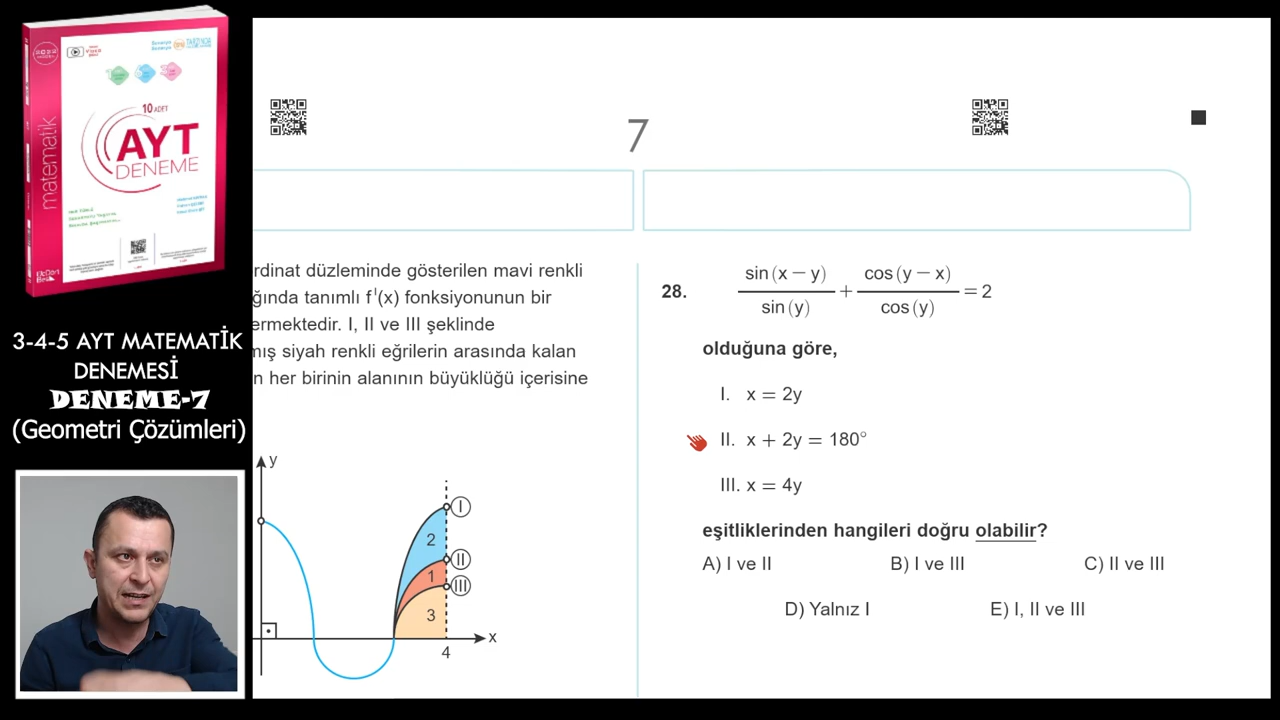 2022
matematik
10 ADET
AYT
DENEME
3-4-5 AYT MATEMATİK
DENEMESİ
DENEME-7
(Geometri Çözümleri)
7
rdinat düzleminde gösterilen mavi renkli
ğında tanımlı f'(x) fonksiyonunun bir
ermektedir. I, II ve III şeklinde
mış siyah renkli eğrilerin arasında kalan
n her birinin alanının büyüklüğü içerisine
y
I
2
II
1
III
3
x
4
28. sin(x − y)/sin(y) + cos(y − x)/cos(y) = 2
olduğuna göre,
I. x = 2y
II. x + 2y = 180°
III. x = 4y
eşitliklerinden hangileri doğru olabilir?
A) I ve II B) I ve III C) II ve III
D) Yalnız I E) I, II ve III